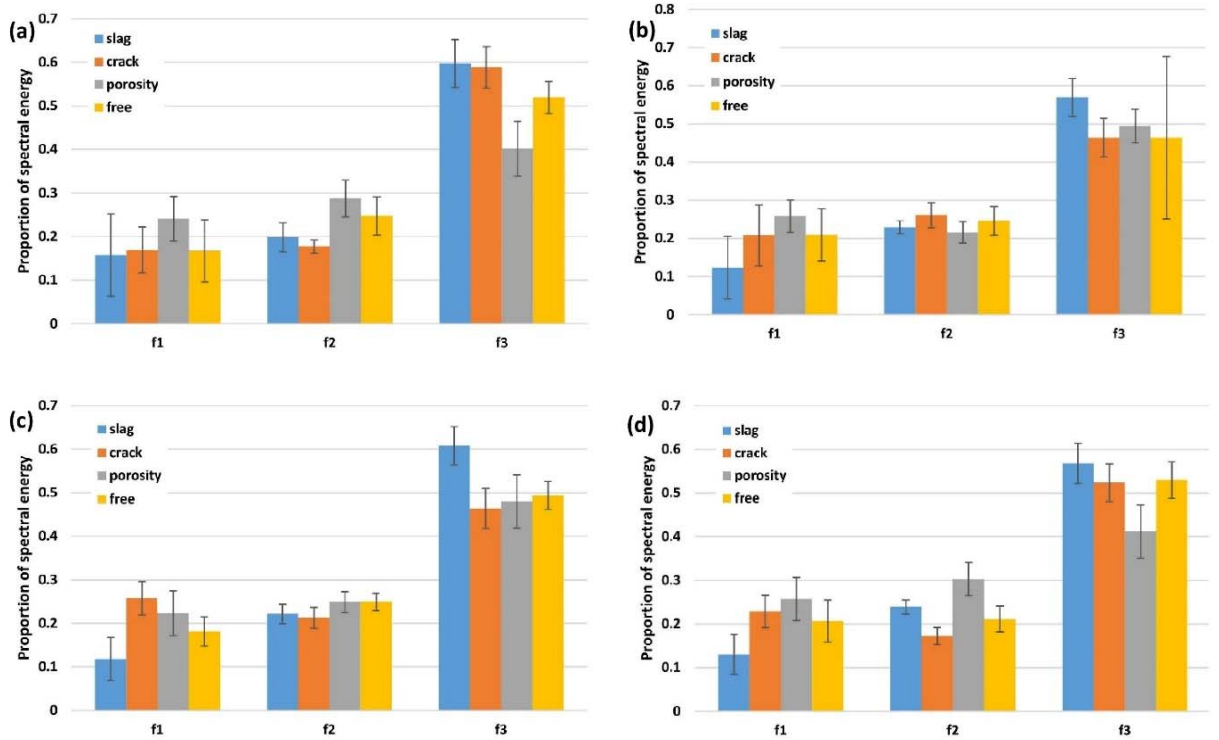 (a)
Proportion of spectral energy
0.7
0.6
0.5
0.4
0.3
0.2
0.1
0
slag
crack
porosity
free
f1 f2 f3
(b)
Proportion of spectral energy
0.8
0.7
0.6
0.5
0.4
0.3
0.2
0.1
0
slag
crack
porosity
free
f1 f2 f3
(c)
Proportion of spectral energy
0.7
0.6
0.5
0.4
0.3
0.2
0.1
0
slag
crack
porosity
free
f1 f2 f3
(d)
Proportion of spectral energy
0.7
0.6
0.5
0.4
0.3
0.2
0.1
0
slag
crack
porosity
free
f1 f2 f3